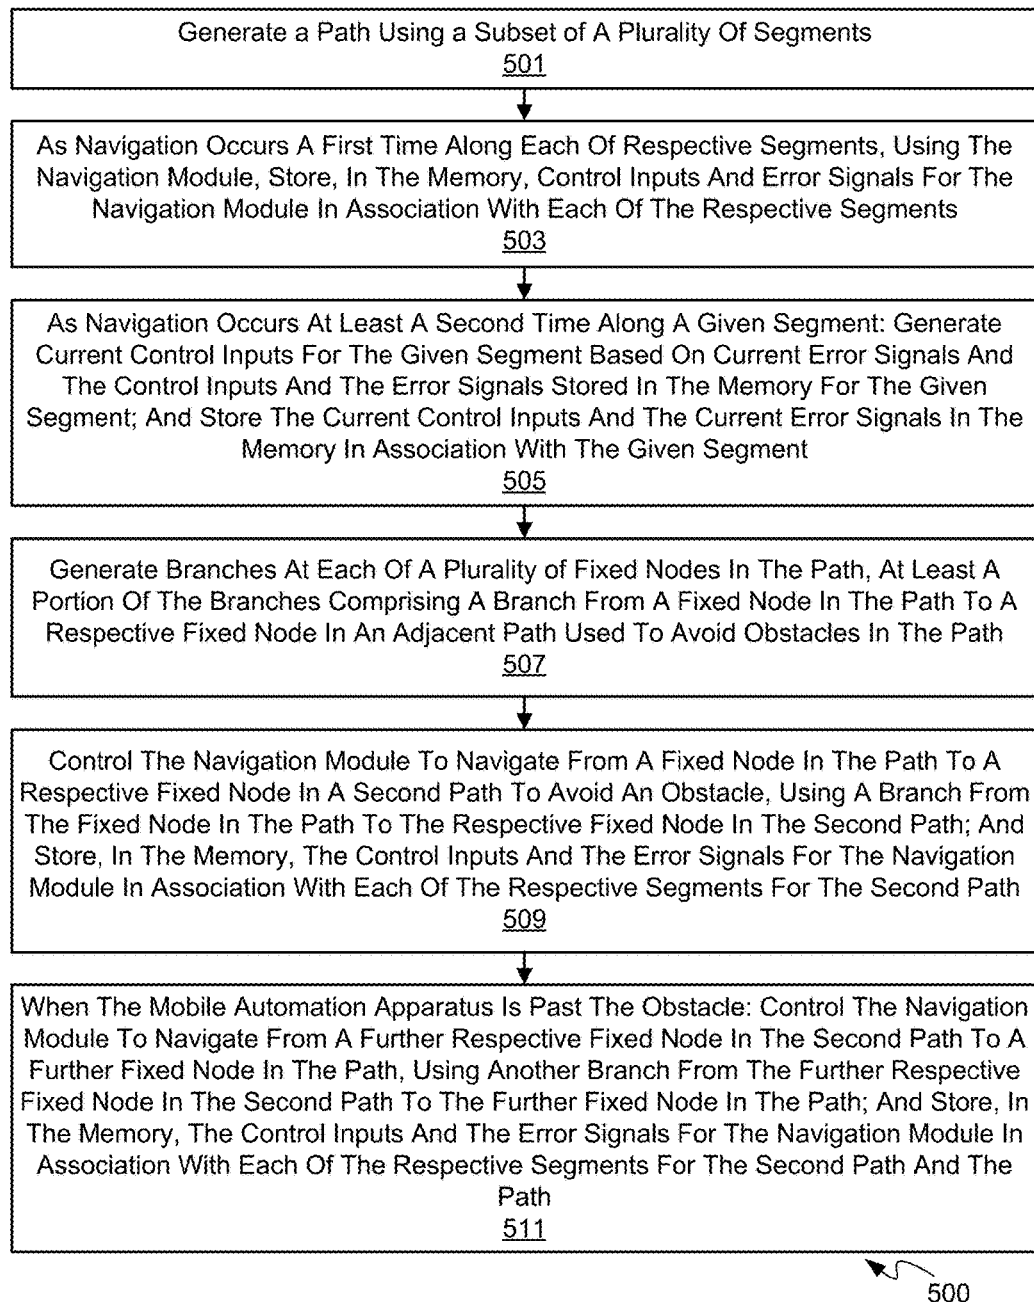 Generate a Path Using a Subset of A Plurality Of Segments
501
As Navigation Occurs A First Time Along Each Of Respective Segments, Using The
Navigation Module, Store, In The Memory, Control Inputs And Error Signals For The
Navigation Module In Association With Each Of The Respective Segments
503
As Navigation Occurs At Least A Second Time Along A Given Segment: Generate
Current Control Inputs For The Given Segment Based On Current Error Signals And
The Control Inputs And The Error Signals Stored In The Memory For The Given
Segment; And Store The Current Control Inputs And The Current Error Signals In The
Memory In Association With The Given Segment
505
Generate Branches At Each Of A Plurality of Fixed Nodes In The Path, At Least A
Portion Of The Branches Comprising A Branch From A Fixed Node In The Path To A
Respective Fixed Node In An Adjacent Path Used To Avoid Obstacles In The Path
507
Control The Navigation Module To Navigate From A Fixed Node In The Path To A
Respective Fixed Node In A Second Path To Avoid An Obstacle, Using A Branch From
The Fixed Node In The Path To The Respective Fixed Node In The Second Path; And
Store, In The Memory, The Control Inputs And The Error Signals For The Navigation
Module In Association With Each Of The Respective Segments For The Second Path
509
When The Mobile Automation Apparatus Is Past The Obstacle: Control The Navigation
Module To Navigate From A Further Respective Fixed Node In The Second Path To A
Further Fixed Node In The Path, Using Another Branch From The Further Respective
Fixed Node In The Second Path To The Further Fixed Node In The Path; And Store, In
The Memory, The Control Inputs And The Error Signals For The Navigation Module In
Association With Each Of The Respective Segments For The Second Path And The
Path
511
500